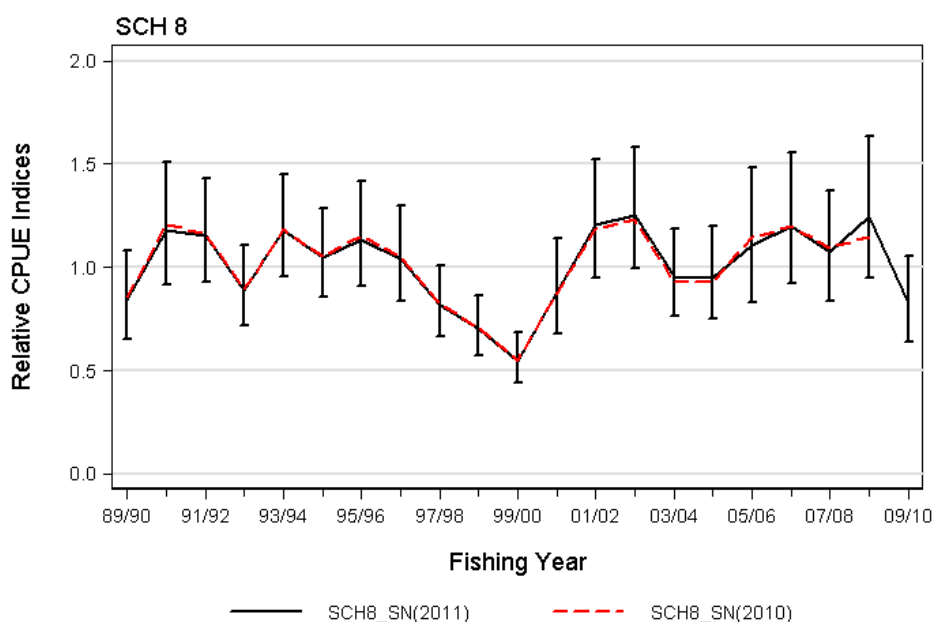 SCH 8
2.0
1.5
1.0
0.5
0.0
Relative CPUE Indices
89/90 91/92 93/94 95/96 97/98 99/00 01/02 03/04 05/06 07/08 09/10
Fishing Year
SCH8_SN(2011) SCH8_SN(2010)